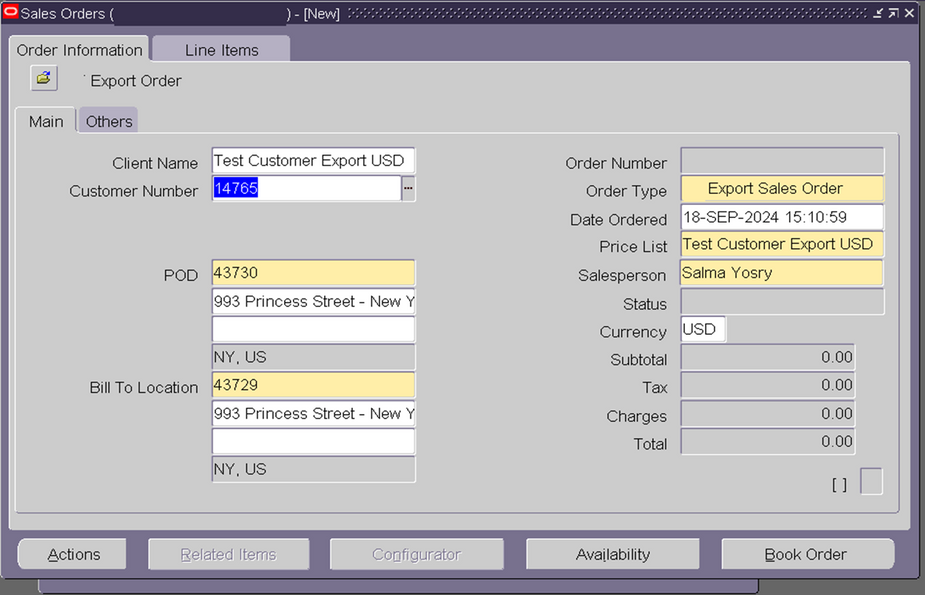 Sales Orders ( ) - [New]
Order Information
Line Items
Export Order
Main
Others
Client Name
Test Customer Export USD
Customer Number
14765
POD
43730
993 Princess Street - New Y
NY, US
Bill To Location
43729
993 Princess Street - New Y
NY, US
Order Number
Order Type
Export Sales Order
Date Ordered
18-SEP-2024 15:10:59
Price List
Test Customer Export USD
Salesperson
Salma Yosry
Status
Currency
USD
Subtotal
0.00
Tax
0.00
Charges
0.00
Total
0.00
[ ]
Actions
Related Items
Configurator
Availability
Book Order